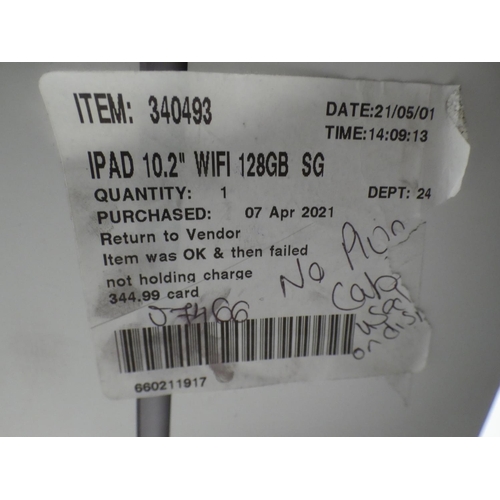 ITEM: 340493
DATE:21/05/01
TIME:14:09:13
IPAD 10.2" WIFI 128GB SG
QUANTITY: 1
DEPT: 24
PURCHASED: 07 Apr 2021
Return to Vendor
Item was OK & then failed
not holding charge
344.99 card
No
660211917